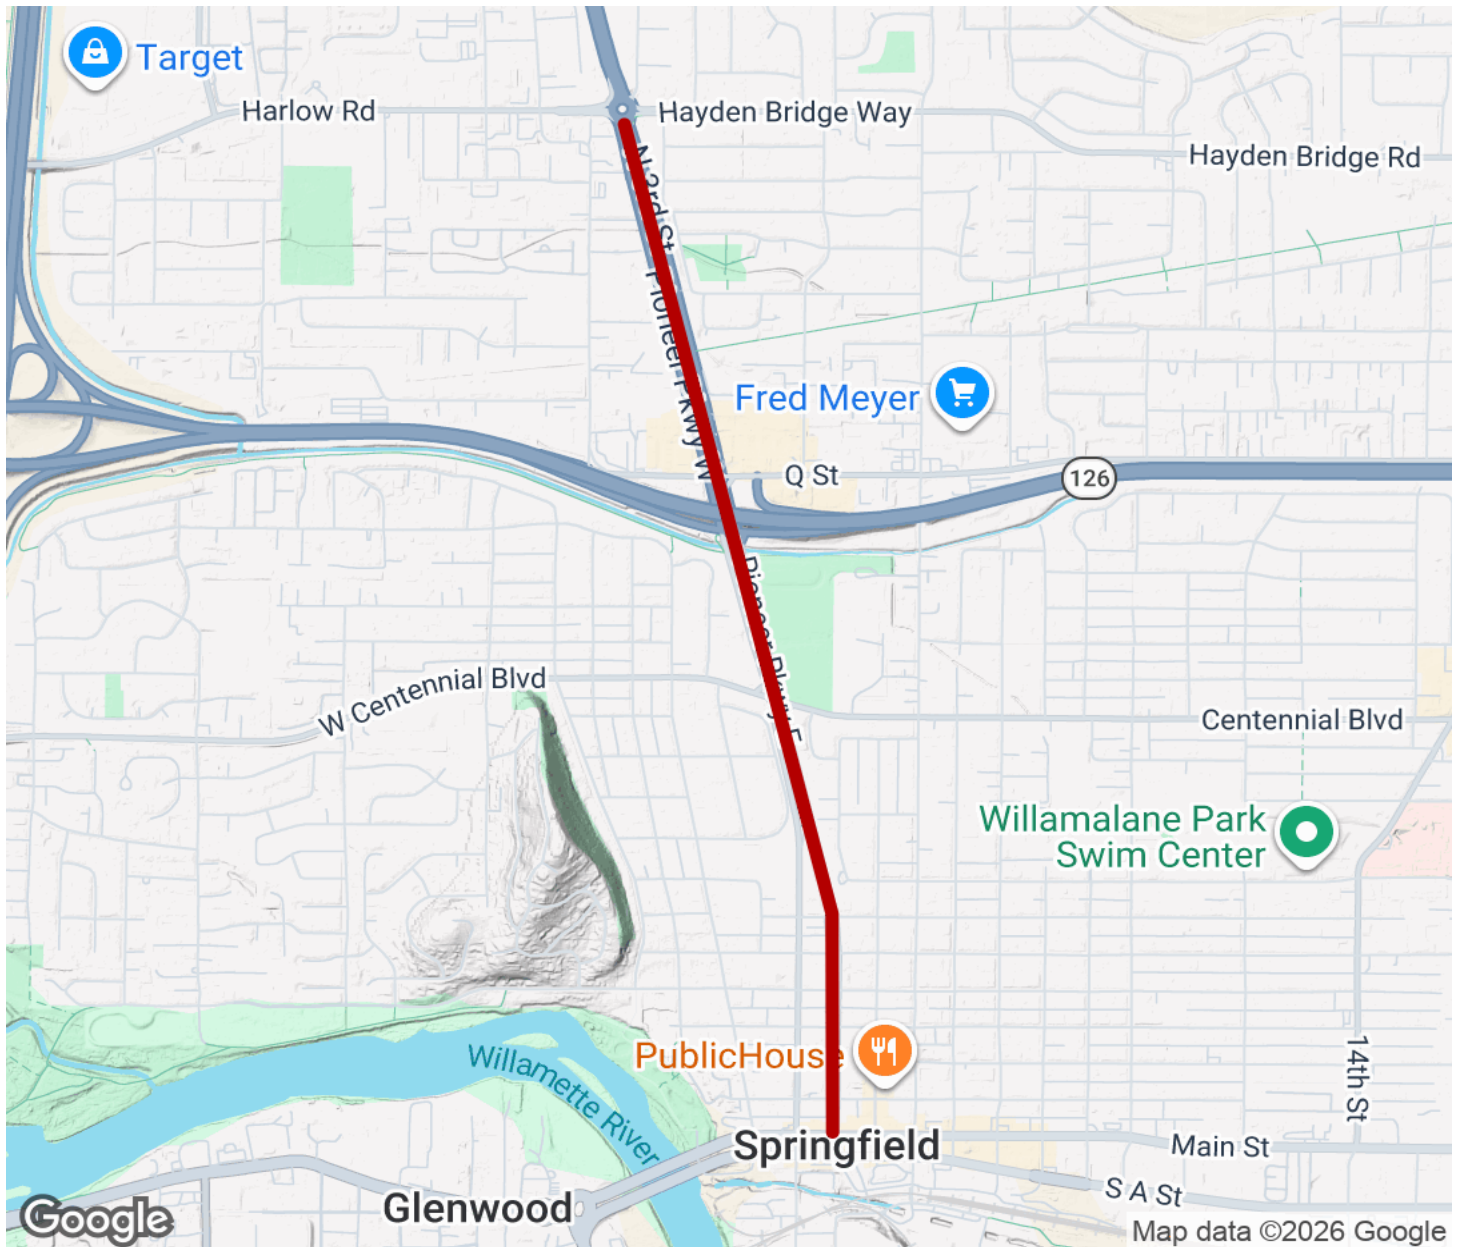 Target
Harlow Rd
Hayden Bridge Way
Hayden Bridge Rd
N 3rd St
Pioneer Pkwy W
Fred Meyer
Q St
126
Pioneer Pkwy E
W Centennial Blvd
Centennial Blvd
Willamalane Park
Swim Center
PublicHouse
14th St
Willamette River
Springfield
Main St
S A St
Glenwood
Google
Map data ©2026 Google